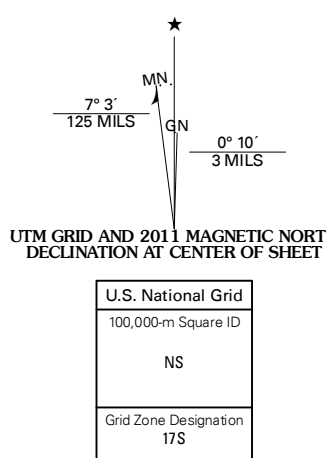 MN.
7° 3´
125 MILS
GN
0° 10´
3 MILS
UTM GRID AND 2011 MAGNETIC NORT
DECLINATION AT CENTER OF SHEET
U.S. National Grid
100,000-m Square ID
NS
Grid Zone Designation
17S